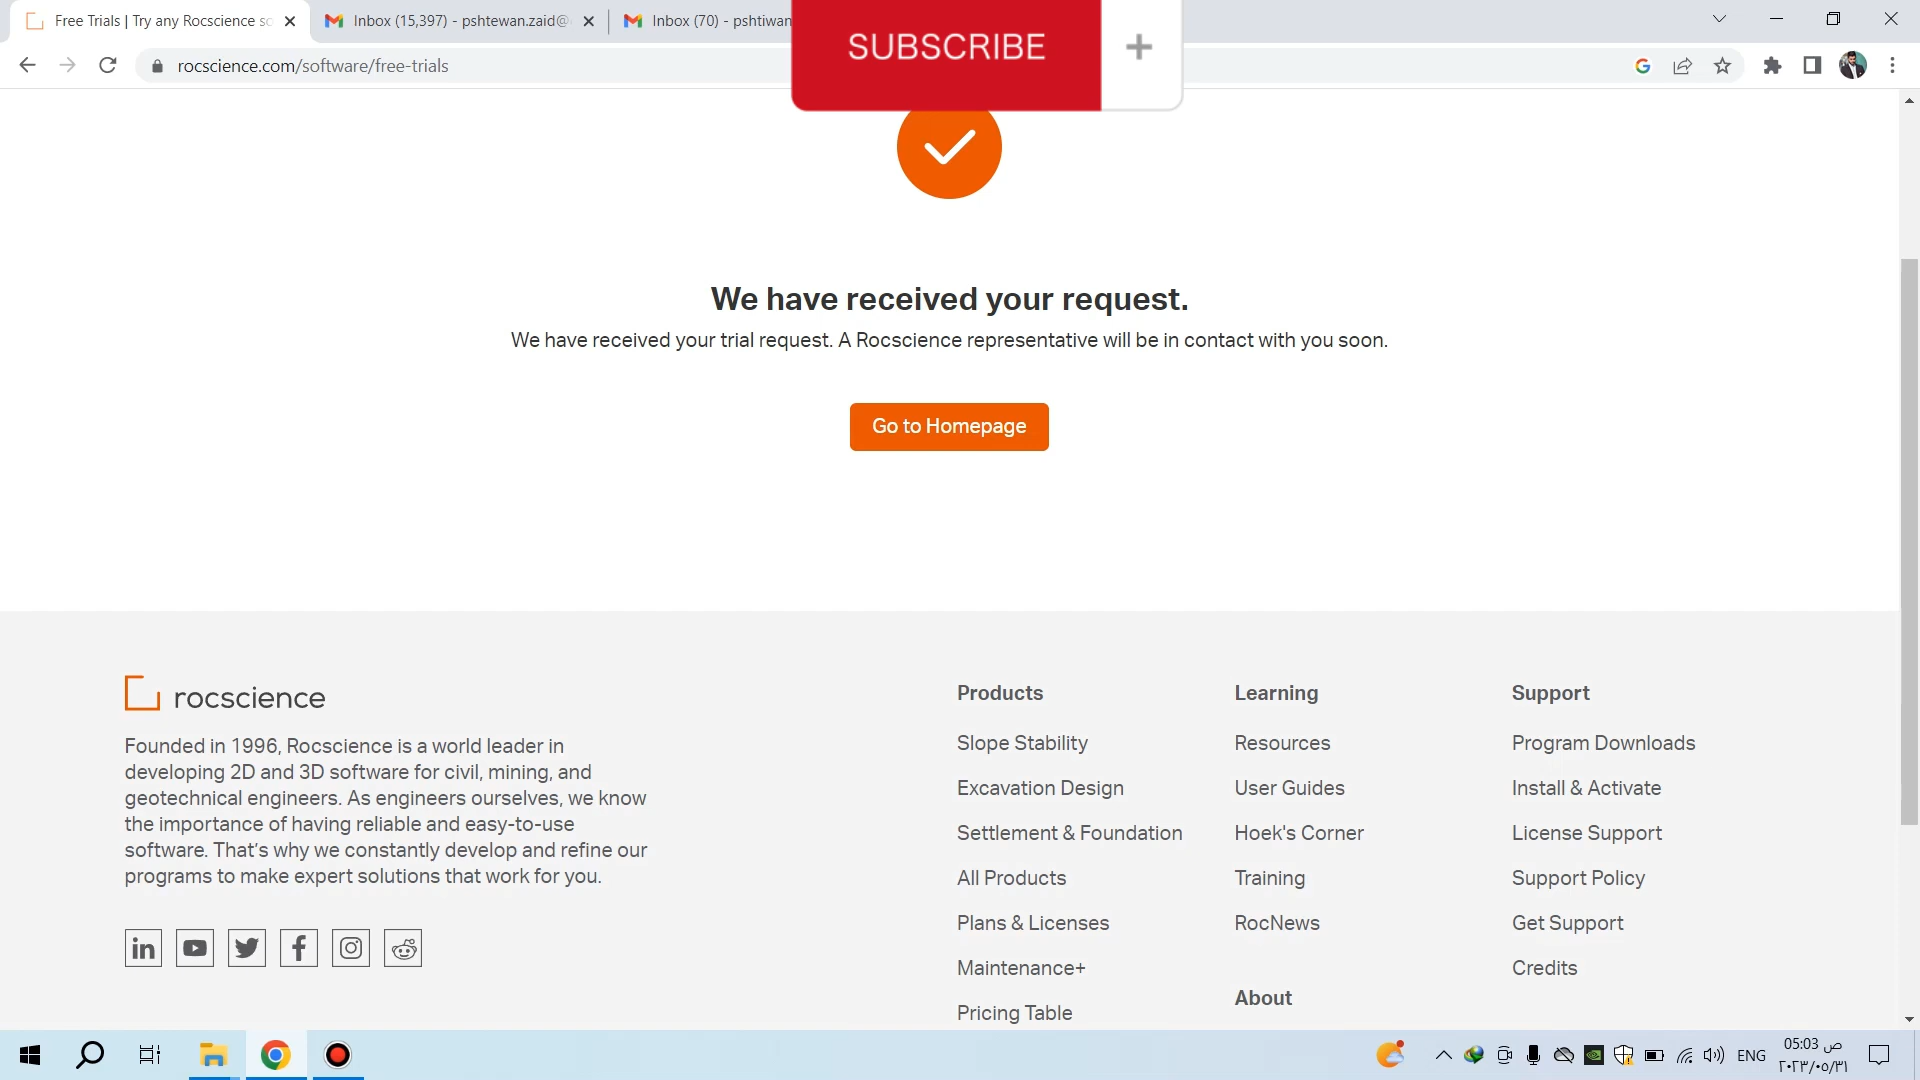 Free Trials | Try any Rocscience so
Inbox (15,397) - pshtewan.zaid@
Inbox (70) - pshtiwan
SUBSCRIBE
rocscience.com/software/free-trials
We have received your request.
We have received your trial request. A Rocscience representative will be in contact with you soon.
Go to Homepage
rocscience
Founded in 1996, Rocscience is a world leader in
developing 2D and 3D software for civil, mining, and
geotechnical engineers. As engineers ourselves, we know
the importance of having reliable and easy-to-use
software. That’s why we constantly develop and refine our
programs to make expert solutions that work for you.
Products
Slope Stability
Excavation Design
Settlement & Foundation
All Products
Plans & Licenses
Maintenance+
Pricing Table
Learning
Resources
User Guides
Hoek's Corner
Training
RocNews
About
Support
Program Downloads
Install & Activate
License Support
Support Policy
Get Support
Credits
ENG
05:03 ص
٢٠٢٣/٠٥/٣١